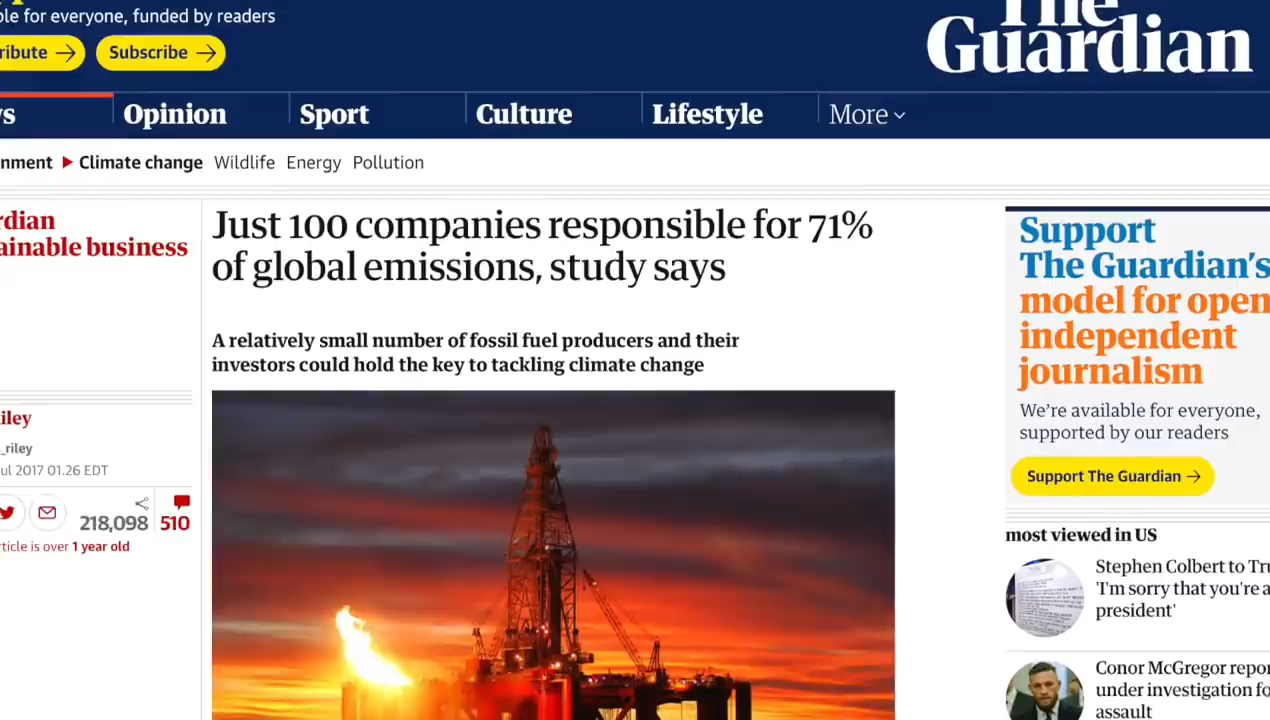 ble for everyone, funded by readers
ribute →
Subscribe →
The
Guardian
Opinion
Sport
Culture
Lifestyle
More
nment
Climate change
Wildlife
Energy
Pollution
rdian
ainable business
Just 100 companies responsible for 71%
of global emissions, study says
A relatively small number of fossil fuel producers and their
investors could hold the key to tackling climate change
iley
_riley
ul 2017 01.26 EDT
218,098
510
ticle is over 1 year old
Support
The Guardian's
model for open
independent
journalism
We're available for everyone,
supported by our readers
Support The Guardian →
most viewed in US
Stephen Colbert to Tru
'I'm sorry that you're a
president'
Conor McGregor repor
under investigation fo
assault